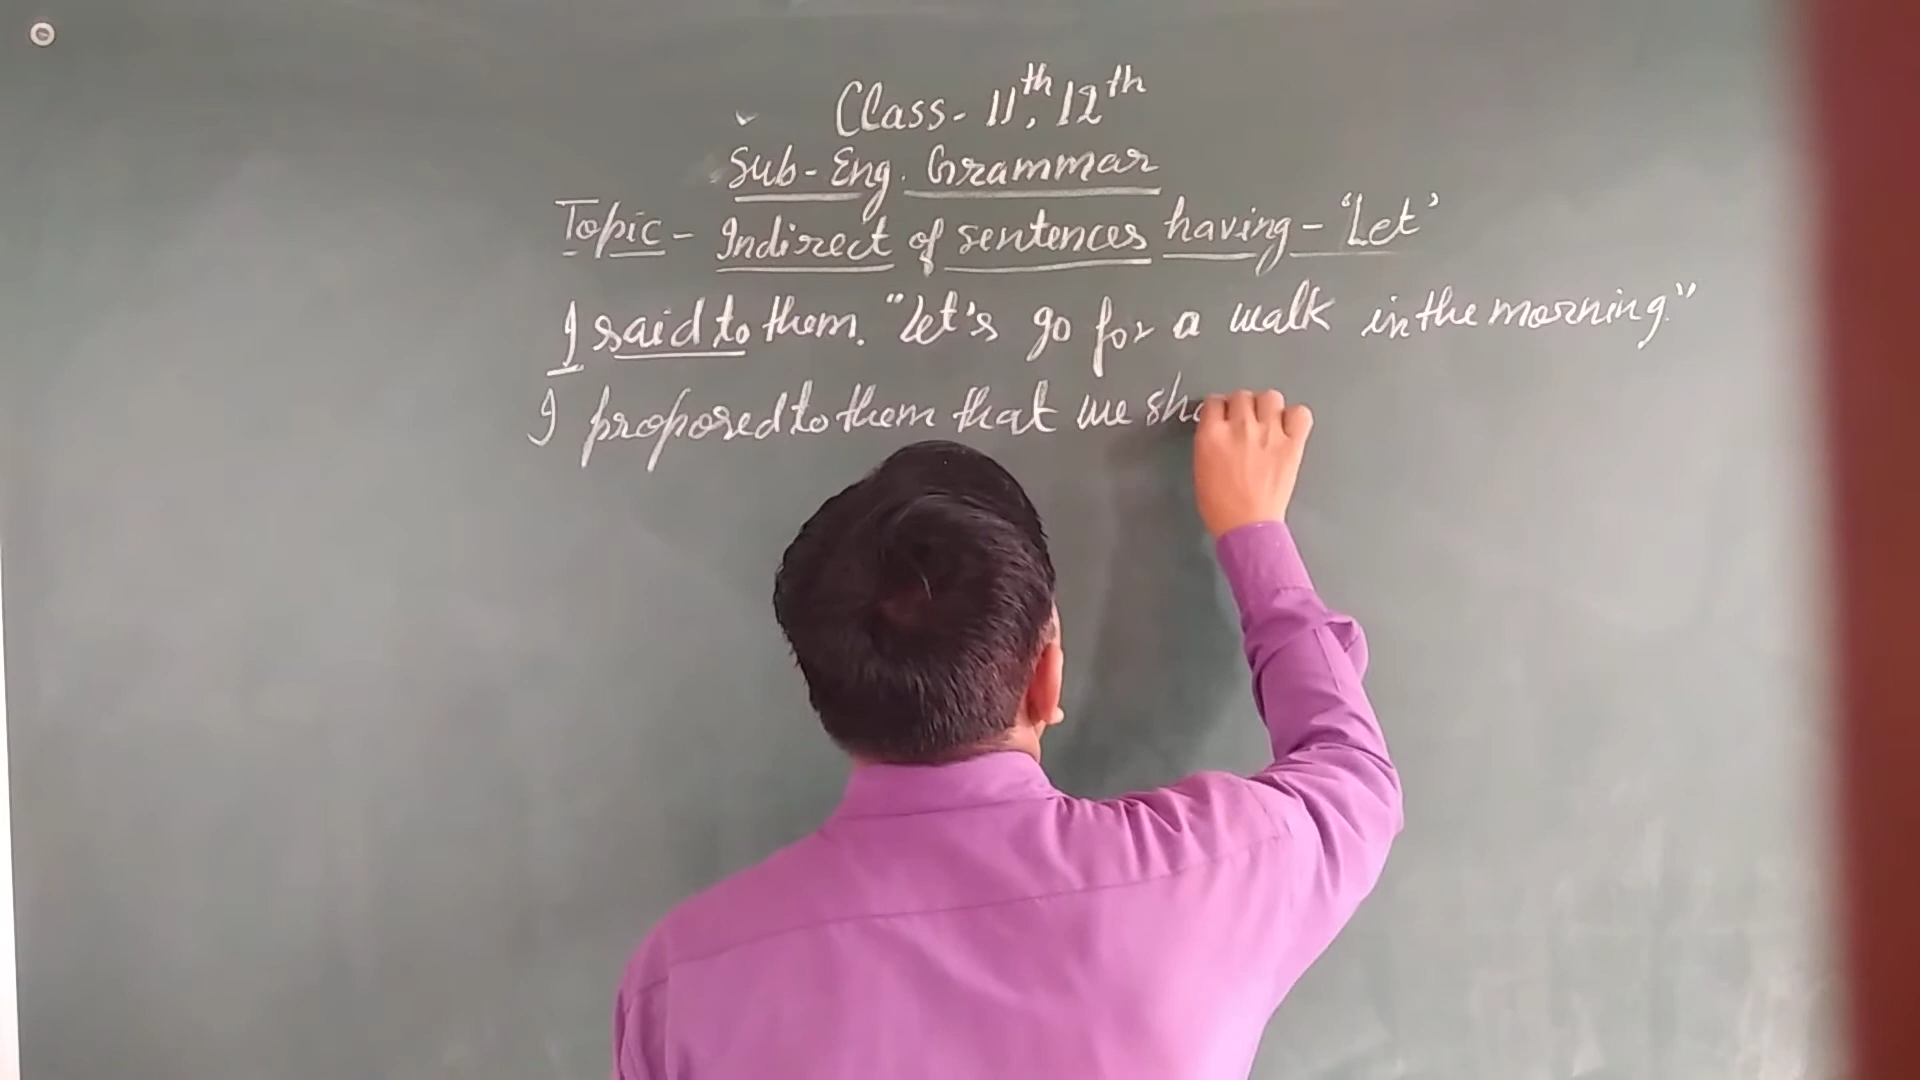 Class- 11th, 12th
Sub- Eng. Grammar
Topic - Indirect of sentences having - 'Let'
I said to them. "Let's go for a walk in the morning."
I proposed to them that we sho